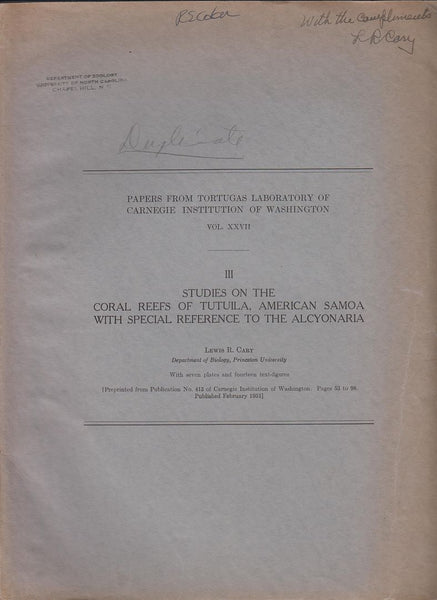 R E Coker
With the compliments
L R Cary
DEPARTMENT OF ZOOLOGY
UNIVERSITY OF NORTH CAROLINA
CHAPEL HILL, N. C.
Duplicate
PAPERS FROM TORTUGAS LABORATORY OF
CARNEGIE INSTITUTION OF WASHINGTON
VOL. XXVII
III
STUDIES ON THE
CORAL REEFS OF TUTUILA, AMERICAN SAMOA
WITH SPECIAL REFERENCE TO THE ALCYONARIA
LEWIS R. CARY
Department of Biology, Princeton University
With seven plates and fourteen text-figures
[Preprinted from Publication No. 413 of Carnegie Institution of Washington. Pages 53 to 98.
Published February 1931]